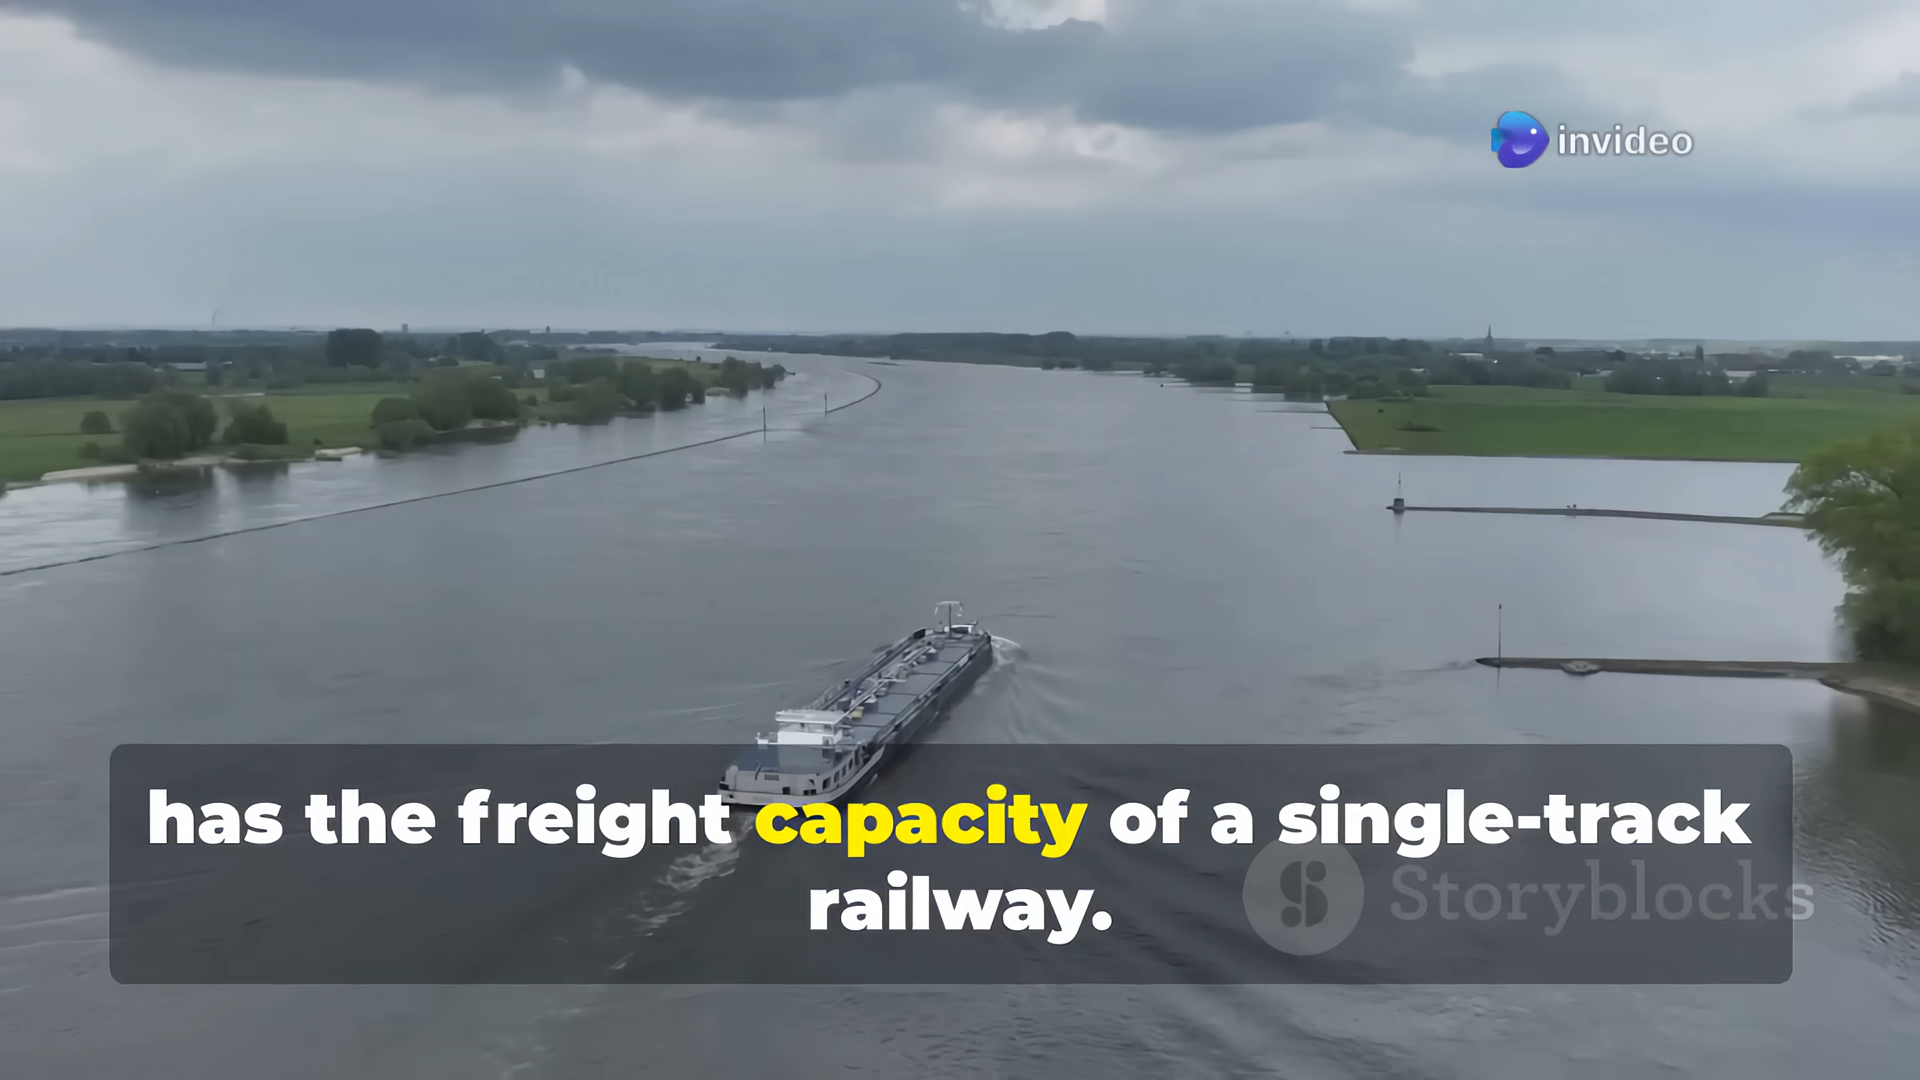 invideo
has the freight capacity of a single-track
railway.
Storyblocks